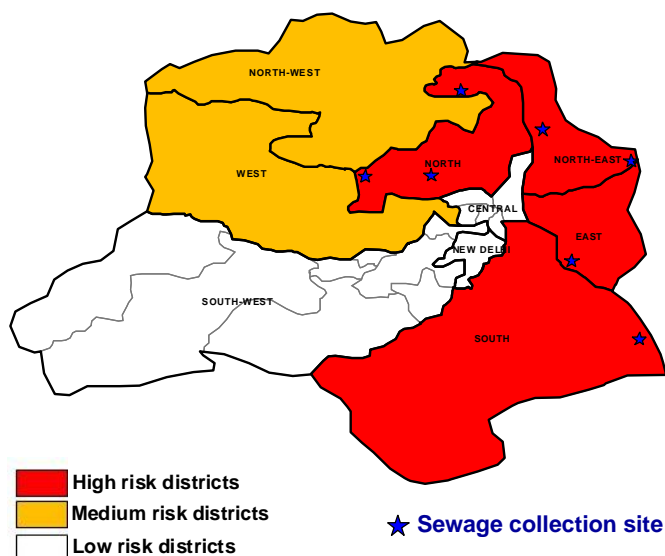 NORTH-WEST
NORTH
NORTH-EAST
WEST
CENTRAL
EAST
NEW DELHI
SOUTH-WEST
SOUTH
High risk districts
Medium risk districts
Low risk districts
Sewage collection site